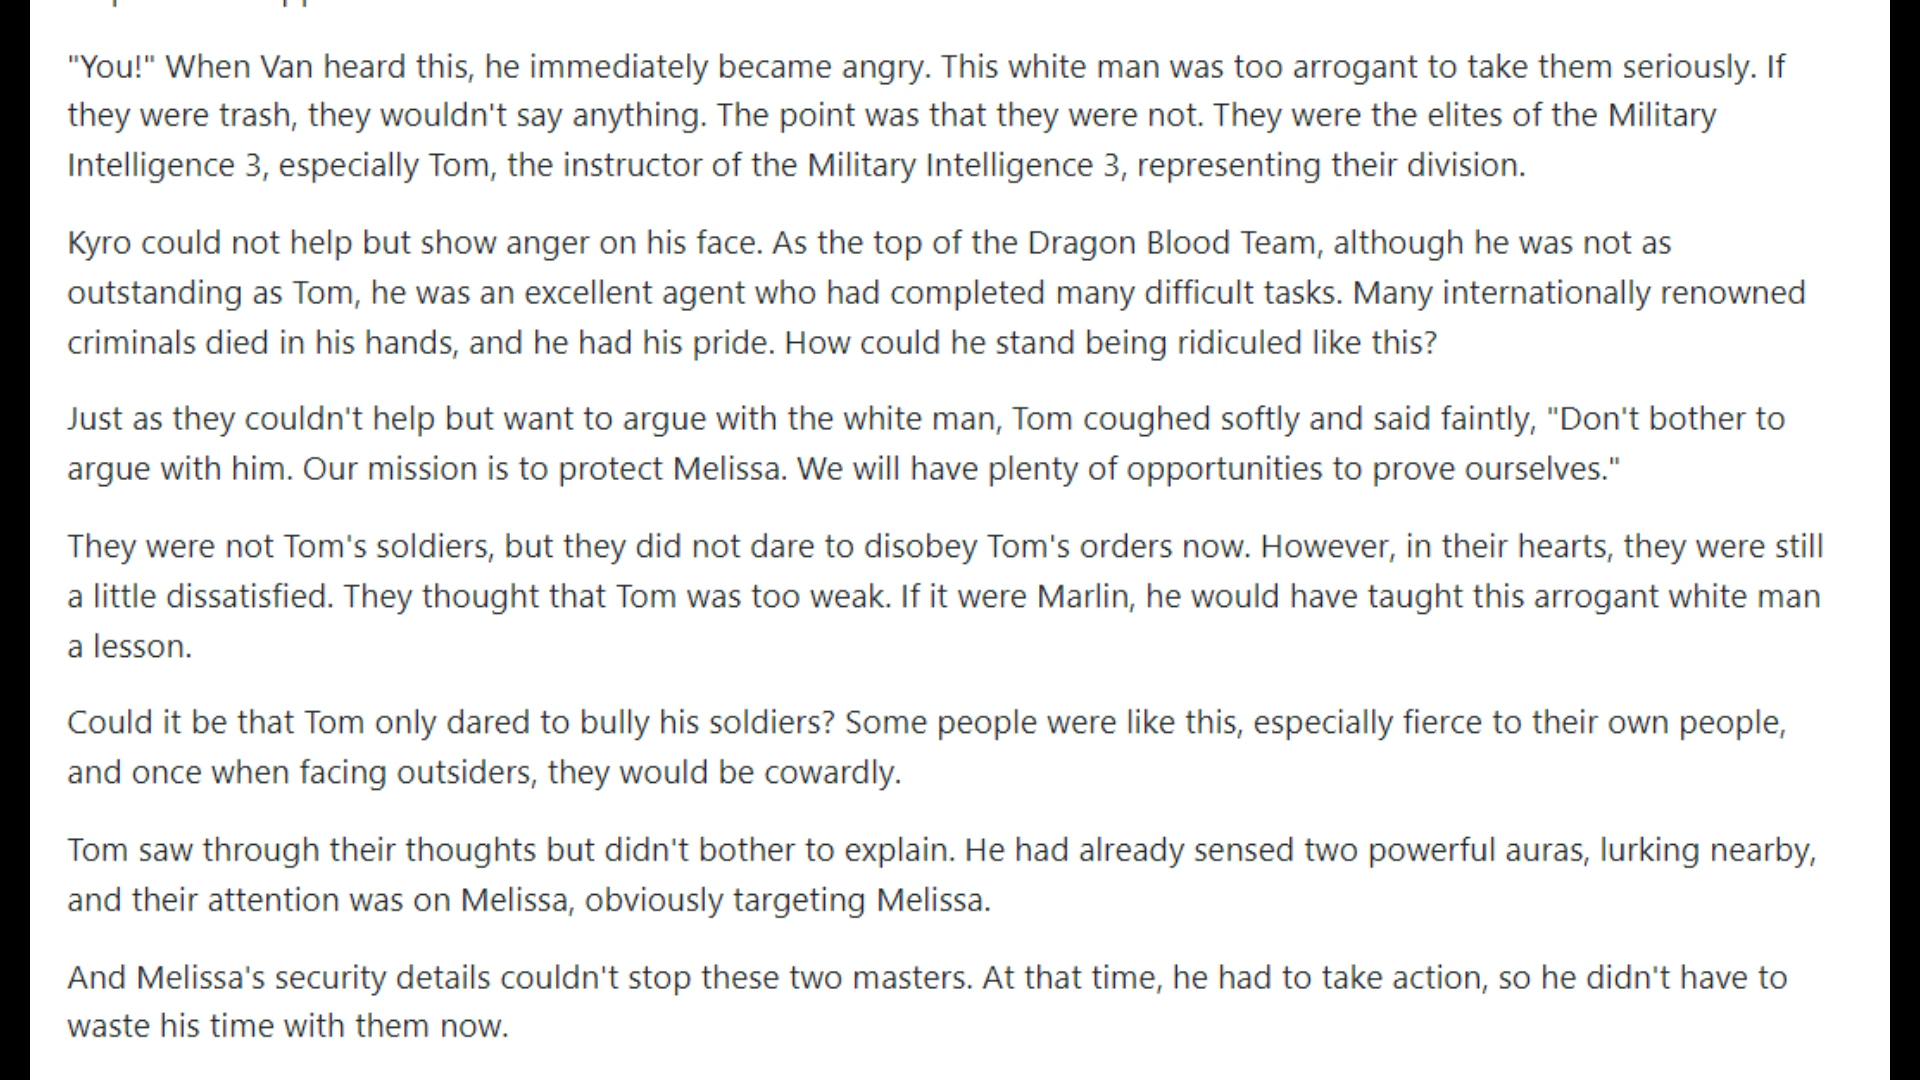 "You!" When Van heard this, he immediately became angry. This white man was too arrogant to take them seriously. If
they were trash, they wouldn't say anything. The point was that they were not. They were the elites of the Military
Intelligence 3, especially Tom, the instructor of the Military Intelligence 3, representing their division.
Kyro could not help but show anger on his face. As the top of the Dragon Blood Team, although he was not as
outstanding as Tom, he was an excellent agent who had completed many difficult tasks. Many internationally renowned
criminals died in his hands, and he had his pride. How could he stand being ridiculed like this?
Just as they couldn't help but want to argue with the white man, Tom coughed softly and said faintly, "Don't bother to
argue with him. Our mission is to protect Melissa. We will have plenty of opportunities to prove ourselves."
They were not Tom's soldiers, but they did not dare to disobey Tom's orders now. However, in their hearts, they were still
a little dissatisfied. They thought that Tom was too weak. If it were Marlin, he would have taught this arrogant white man
a lesson.
Could it be that Tom only dared to bully his soldiers? Some people were like this, especially fierce to their own people,
and once when facing outsiders, they would be cowardly.
Tom saw through their thoughts but didn't bother to explain. He had already sensed two powerful auras, lurking nearby,
and their attention was on Melissa, obviously targeting Melissa.
And Melissa's security details couldn't stop these two masters. At that time, he had to take action, so he didn't have to
waste his time with them now.